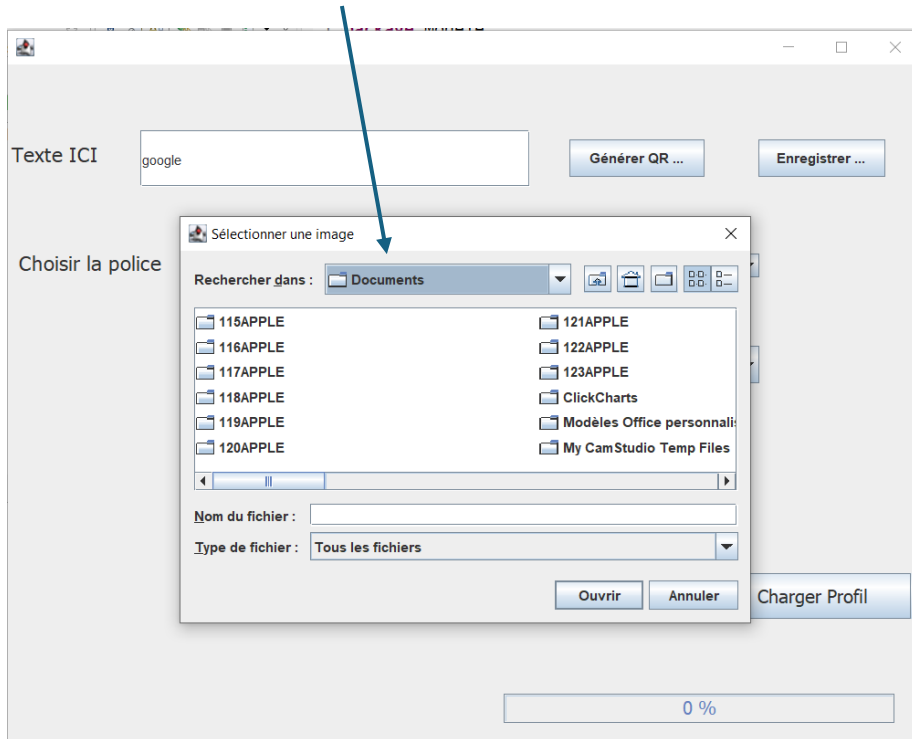 package Modele
Texte ICI
google
Générer QR ...
Enregistrer ...
Sélectionner une image
Choisir la police
Rechercher dans :
Documents
115APPLE
121APPLE
116APPLE
122APPLE
117APPLE
123APPLE
118APPLE
ClickCharts
119APPLE
Modèles Office personnali
120APPLE
My CamStudio Temp Files
Nom du fichier :
Type de fichier :
Tous les fichiers
Ouvrir
Annuler
Charger Profil
0 %